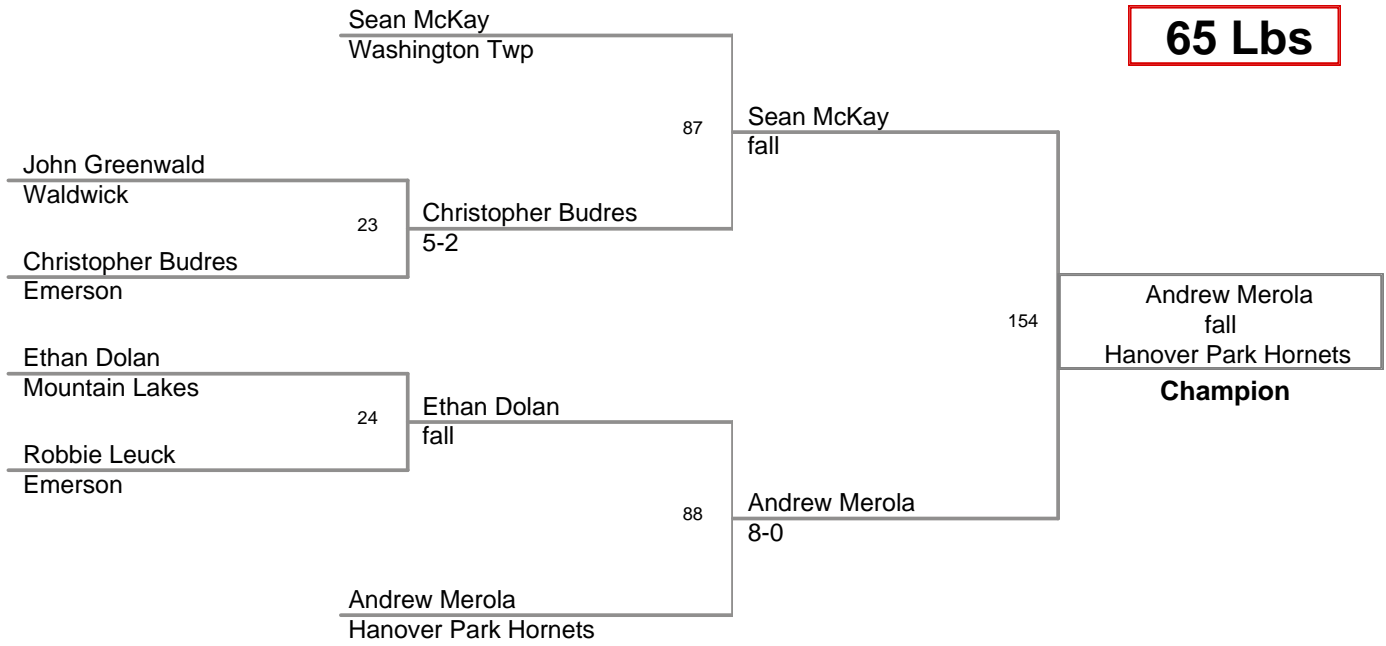 Sean McKay
Washington Twp
65 Lbs
87
Sean McKay
fall
John Greenwald
Waldwick
23
Christopher Budres
5-2
Christopher Budres
Emerson
154
Andrew Merola
fall
Hanover Park Hornets
Champion
Ethan Dolan
Mountain Lakes
24
Ethan Dolan
fall
Robbie Leuck
Emerson
88
Andrew Merola
8-0
Andrew Merola
Hanover Park Hornets